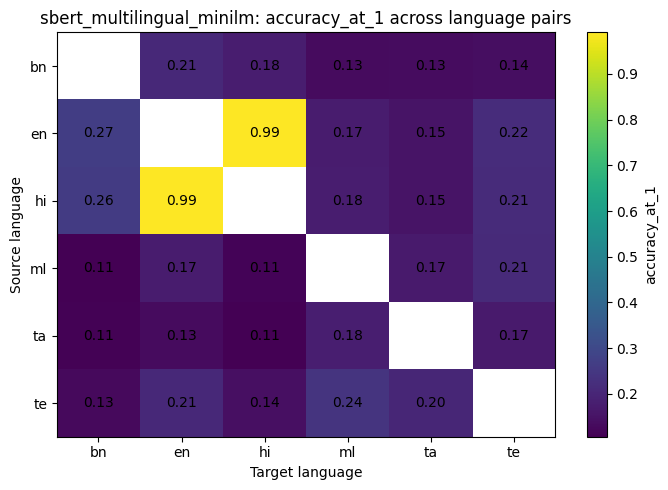 sbert_multilingual_minilm: accuracy_at_1 across language pairs
bn 0.21 0.18 0.13 0.13 0.14
en 0.27 0.99 0.17 0.15 0.22
hi 0.26 0.99 0.18 0.15 0.21
ml 0.11 0.17 0.11 0.17 0.21
ta 0.11 0.13 0.11 0.18 0.17
te 0.13 0.21 0.14 0.24 0.20
bn en hi ml ta te
Source language
Target language
0.9
0.8
0.7
0.6
0.5
0.4
0.3
0.2
accuracy_at_1